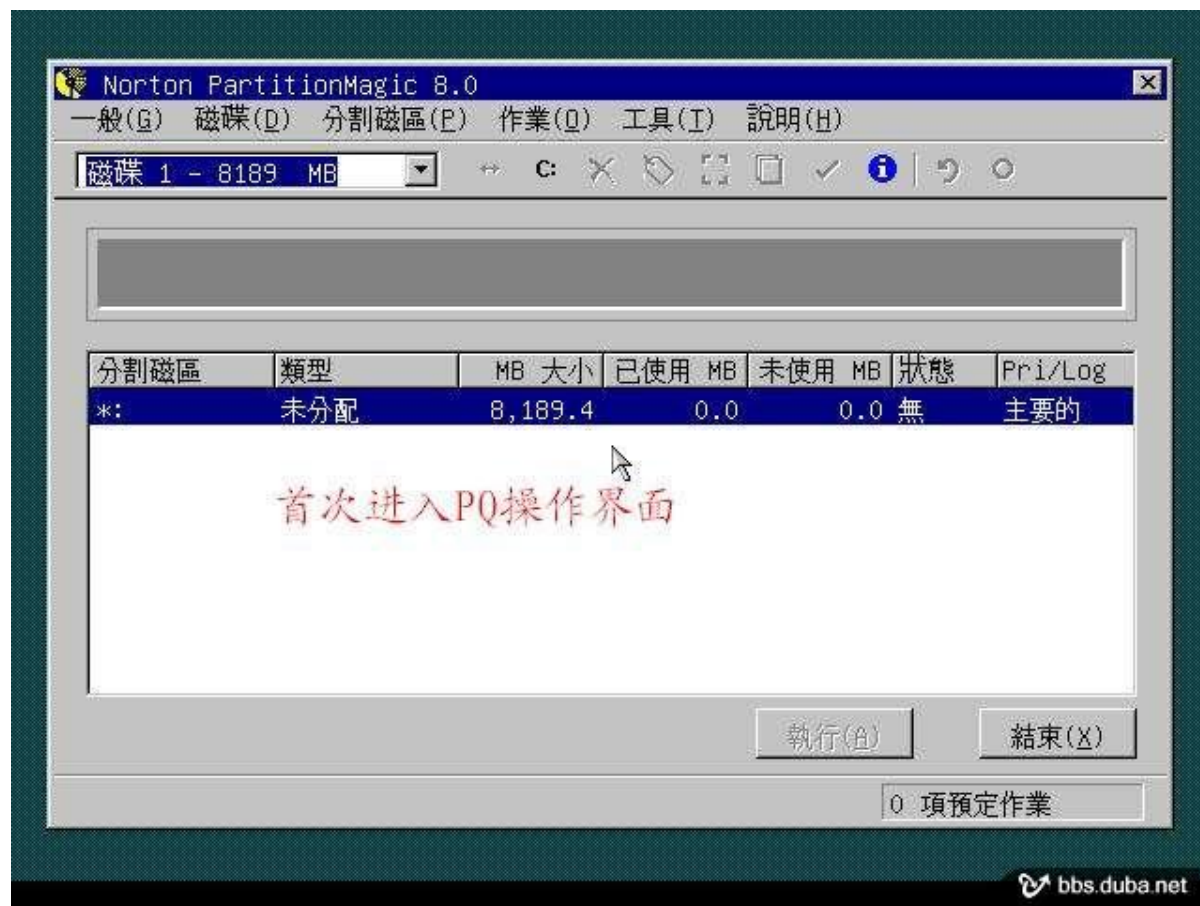 Norton PartitionMagic 8.0
一般(G) 磁碟(D) 分割磁區(P) 作業(O) 工具(T) 說明(H)
磁碟 1 - 8189 MB C:
分割磁區 類型 MB 大小 已使用 MB 未使用 MB 狀態 Pri/Log
*: 未分配 8,189.4 0.0 0.0 無 主要的
首次进入PQ操作界面
執行(A) 結束(X)
0 項預定作業
bbs.duba.net